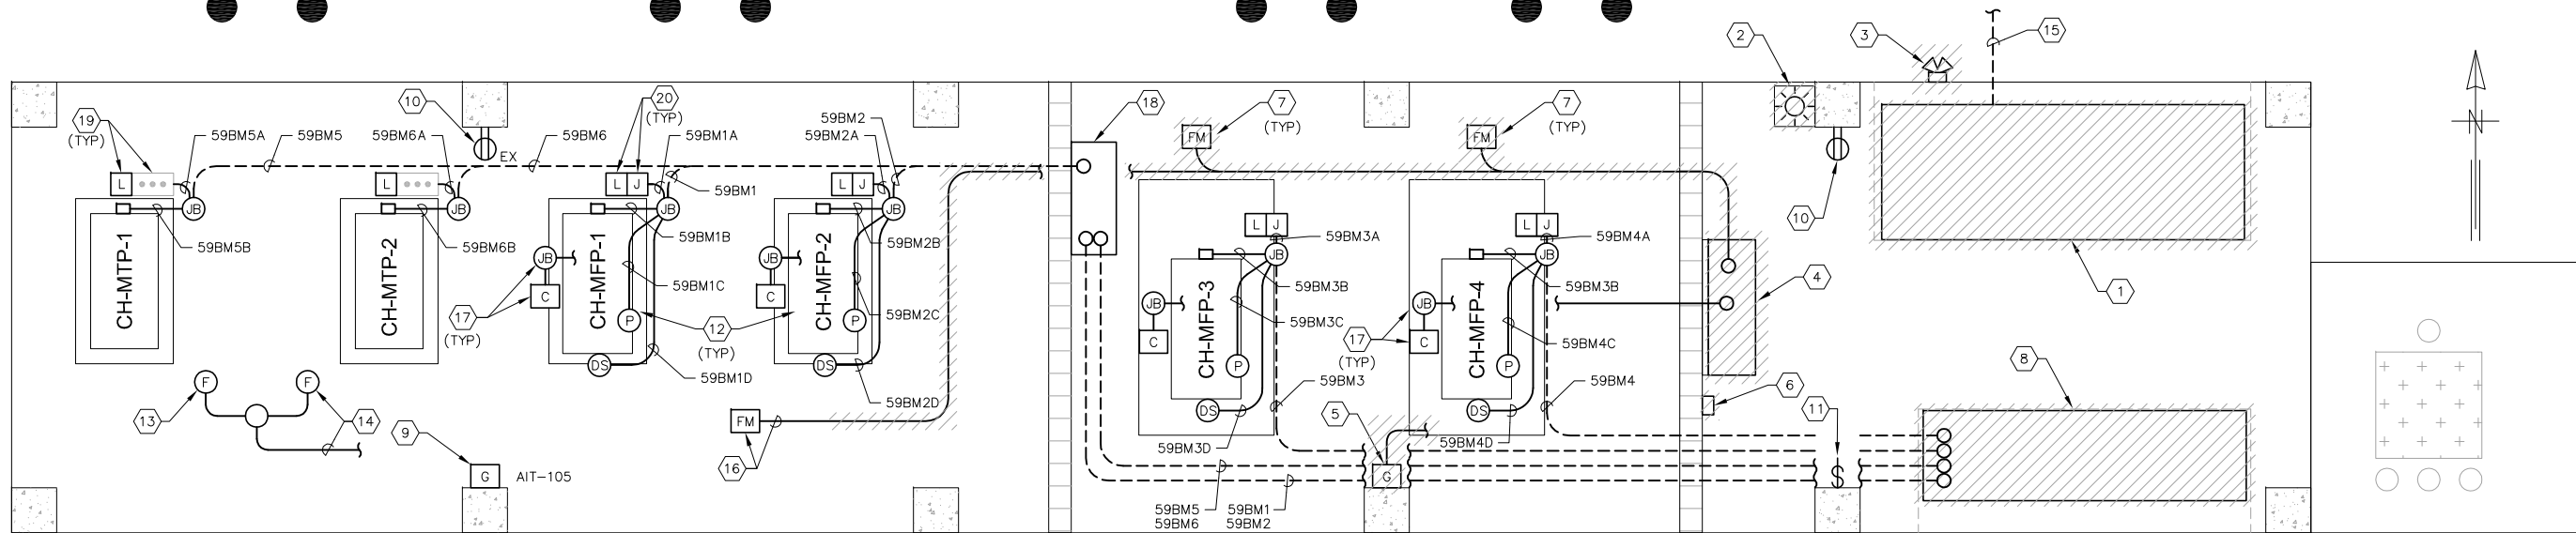 2
3
15
19
(TYP)
10
20
(TYP)
18
7
(TYP)
7
(TYP)
59BM5A
59BM5
59BM6A
59BM6
59BM1A
59BM2
59BM2A
EX
FM
FM
N
L
L
L J
L J
59BM1
JB
JB
JB
JB
10
L J
L J
59BM5B
59BM6B
59BM1B
59BM2B
59BM3A
59BM4A
CH-MTP-1
CH-MTP-2
CH-MFP-1
CH-MFP-2
JB
JB
JB
JB
C
C
59BM1C
59BM3B
59BM3B
4
1
JB
JB
17
(TYP)
P
P
12
(TYP)
59BM2C
59BM3C
17
(TYP)
59BM4C
CH-MFP-3
CH-MFP-4
C
C
DS
DS
59BM1D
P
P
8
F
F
59BM3
59BM4
6
59BM2D
13
14
9
FM
DS
DS
5
11
59BM3D
59BM4D
16
G
AIT-105
G
S
59BM5
59BM6
59BM1
59BM2